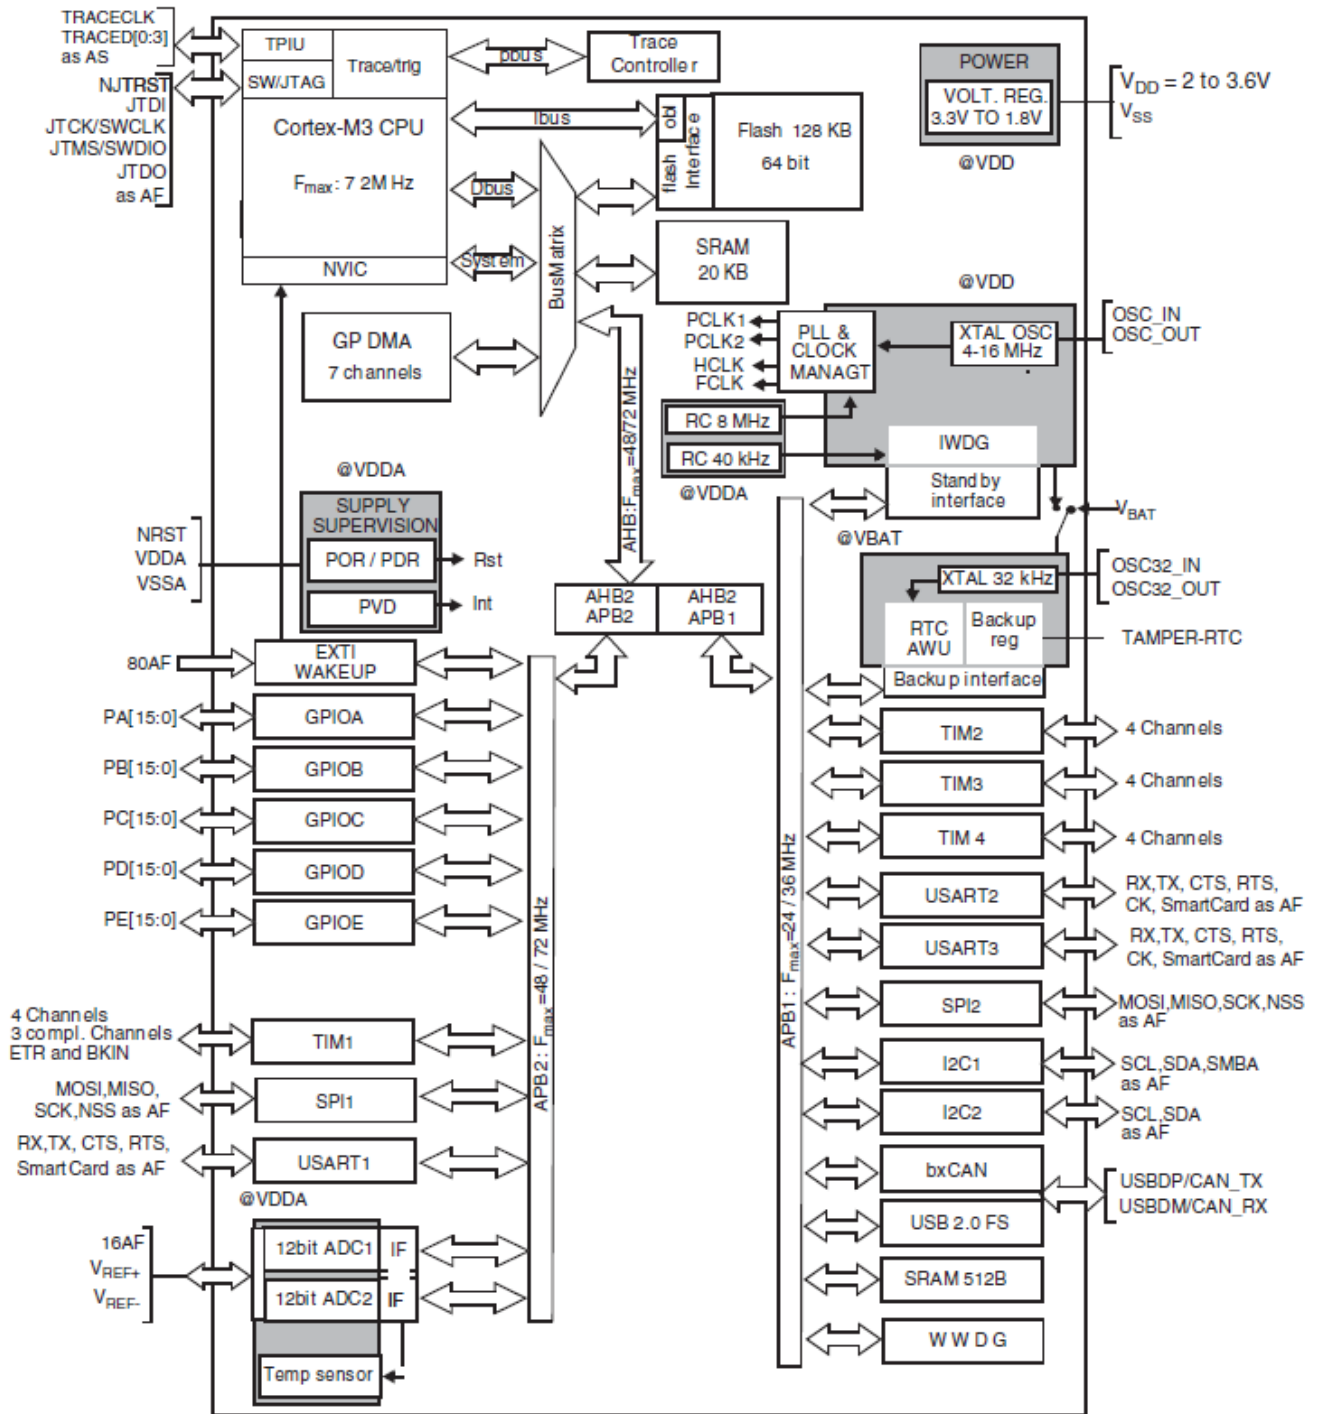 TRACECLK
TRACED[0:3]
as AS
NJTRST
JTDI
JTCK/SWCLK
JTMS/SWDIO
JTDO
as AF
TPIU
SW/JTAG
Trace/trig
Cortex-M3 CPU
Fmax: 7 2M Hz
NVIC
pbus
Trace
Controlle r
Ibus
Dbus
System
BusMatrix
obl
flash
Interface
Flash 128 KB
64 bit
SRAM
20 KB
POWER
VOLT. REG.
3.3V TO 1.8V
@VDD
VDD = 2 to 3.6V
VSS
GP DMA
7 channels
AHB:Fmax=48/72 MHz
PCLK1
PCLK2
HCLK
FCLK
PLL &
CLOCK
MANAGT
@VDD
XTAL OSC
4-16 MHz
OSC_IN
OSC_OUT
RC 8 MHz
RC 40 kHz
@VDDA
IWDG
Stand by
interface
VBAT
@VBAT
@VDDA
SUPPLY
SUPERVISION
POR / PDR
PVD
Rst
Int
NRST
VDDA
VSSA
AHB2
APB2
AHB2
APB1
XTAL 32 kHz
OSC32_IN
OSC32_OUT
RTC
AWU
Backup
reg
TAMPER-RTC
Backup interface
80AF
EXTI
WAKEUP
PA[15:0]
GPIOA
PB[15:0]
GPIOB
PC[15:0]
GPIOC
PD[15:0]
GPIOD
PE[15:0]
GPIOE
4 Channels
3 compl. Channels
ETR and BKIN
TIM1
MOSI,MISO,
SCK,NSS as AF
SPI1
RX,TX, CTS, RTS,
SmartCard as AF
USART1
@VDDA
16AF
VREF+
VREF-
12bit ADC1
IF
12bit ADC2
IF
Temp sensor
APB2 : Fmax=48 / 72 MHz
APB1 : Fmax=24 / 36 MHz
TIM2
4 Channels
TIM3
4 Channels
TIM 4
4 Channels
USART2
RX,TX, CTS, RTS,
CK, SmartCard as AF
USART3
RX,TX, CTS, RTS,
CK, SmartCard as AF
SPI2
MOSI,MISO,SCK,NSS
as AF
I2C1
SCL,SDA,SMBA
as AF
I2C2
SCL,SDA
as AF
bxCAN
USBDP/CAN_TX
USBDM/CAN_RX
USB 2.0 FS
SRAM 512B
W W D G